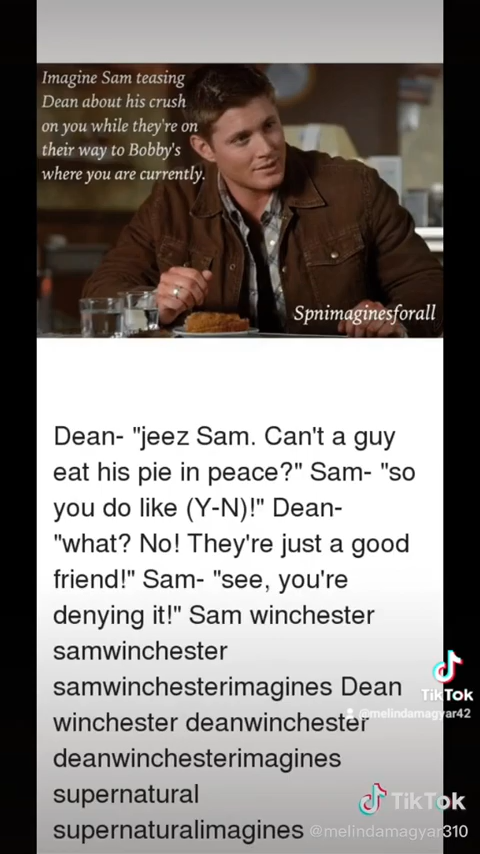 Imagine Sam teasing
Dean about his crush
on you while they're on
their way to Bobby's
where you are currently.
Spnimaginesforall
Dean- "jeez Sam. Can't a guy
eat his pie in peace?" Sam- "so
you do like (Y-N)!" Dean-
"what? No! They're just a good
friend!" Sam- "see, you're
denying it!" Sam winchester
samwinchester
samwinchesterimagines Dean
winchester deanwinchester
deanwinchesterimagines
supernatural
supernaturalimagines
TikTok
@melindamagyar42
TikTok
@melindamagyar310